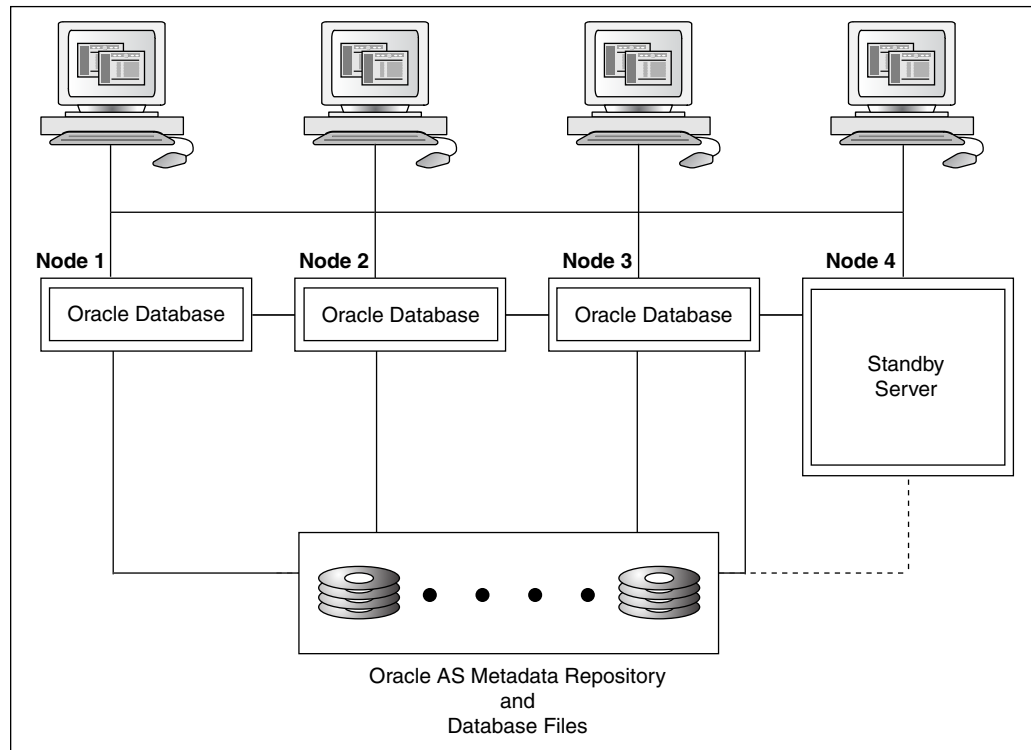 Node 1
Node 2
Node 3
Node 4
Oracle Database
Oracle Database
Oracle Database
Standby
Server
Oracle AS Metadata Repository
and
Database Files